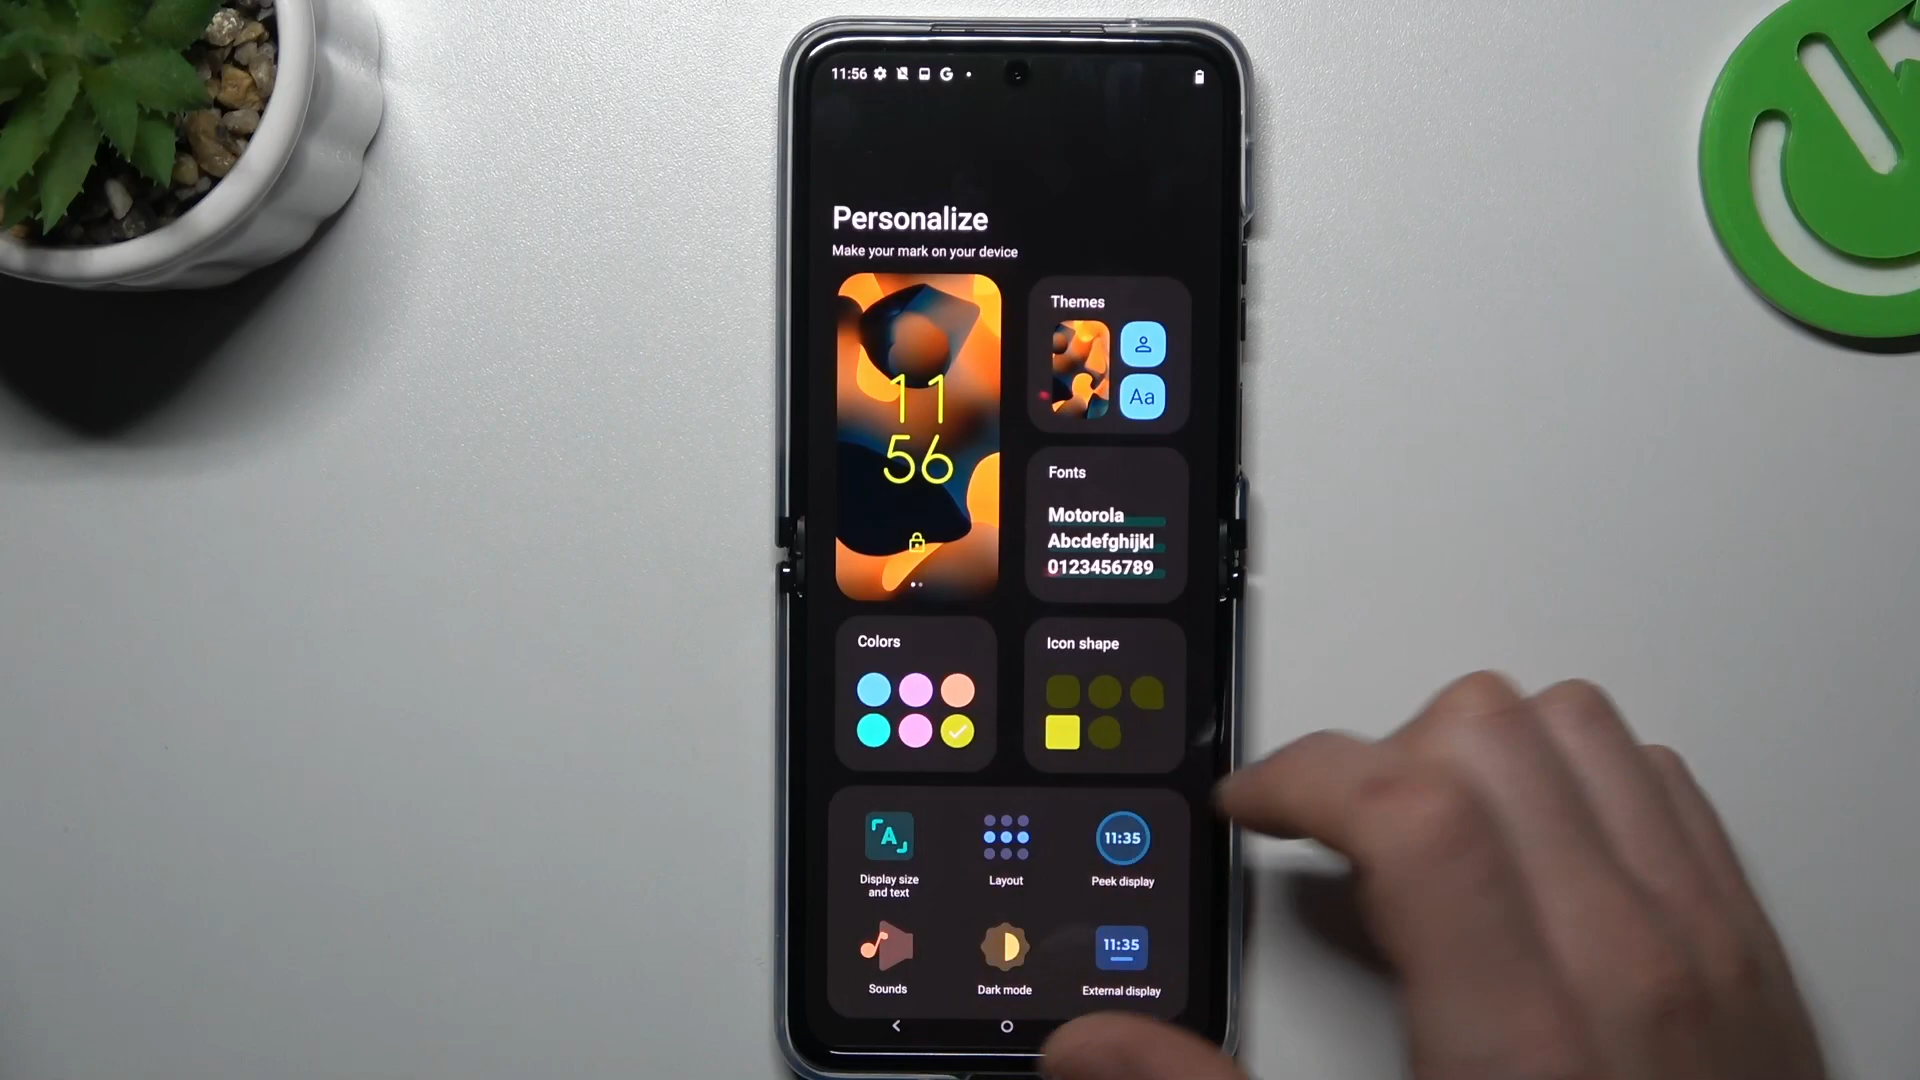 11:56
Personalize
Make your mark on your device
11
56
Themes
Aa
Fonts
Motorola
Abcdefghijkl
0123456789
Colors
Icon shape
A
Display size
and text
Layout
11:35
Peek display
Sounds
Dark mode
11:35
External display